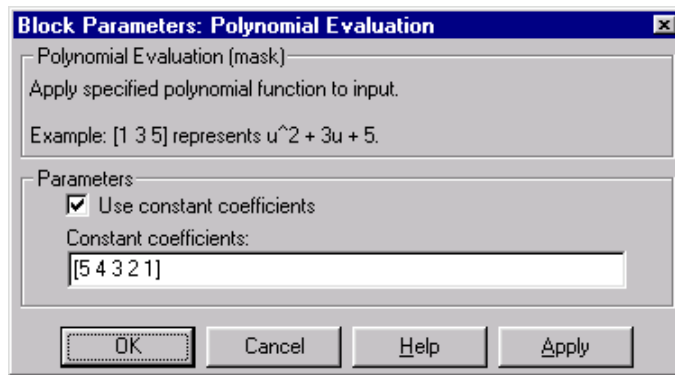 Block Parameters: Polynomial Evaluation
Polynomial Evaluation (mask)
Apply specified polynomial function to input.
Example: [1 3 5] represents u^2 + 3u + 5.
Parameters
Use constant coefficients
Constant coefficients:
[5 4 3 2 1]
OK Cancel Help Apply